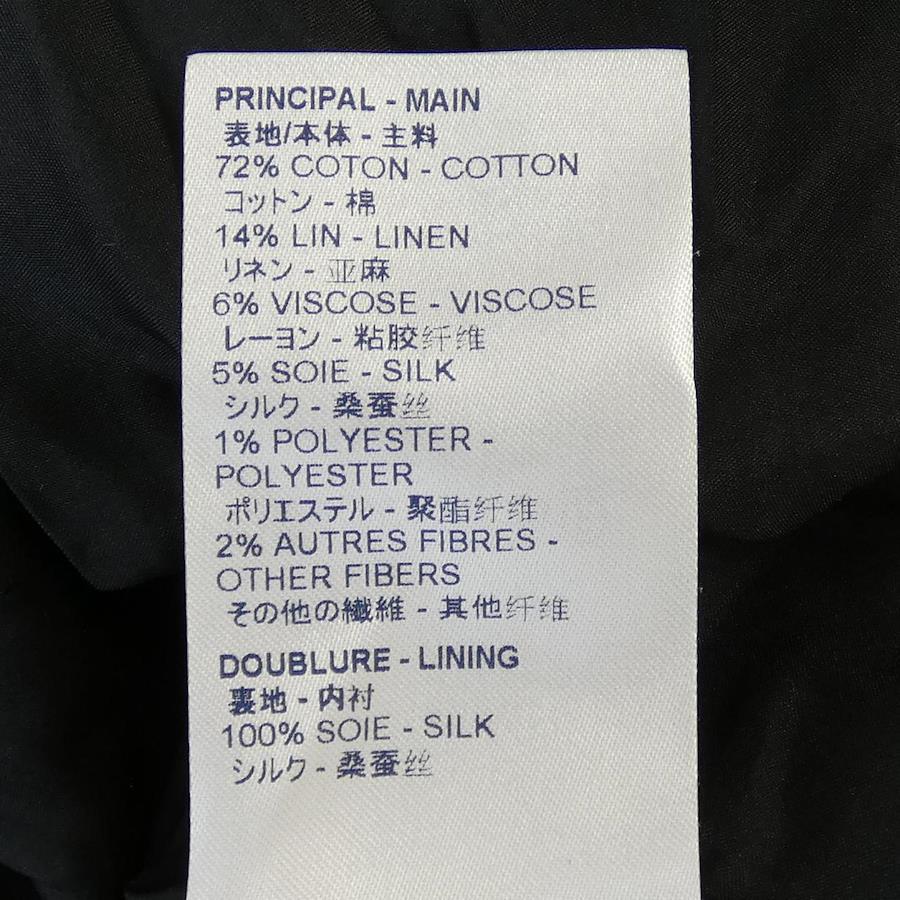 PRINCIPAL - MAIN
表地/本体 - 主料
72% COTON - COTTON
コットン - 棉
14% LIN - LINEN
リネン - 亚麻
6% VISCOSE - VISCOSE
レーヨン - 粘胶纤维
5% SOIE - SILK
シルク - 桑蚕丝
1% POLYESTER -
POLYESTER
ポリエステル - 聚酯纤维
2% AUTRES FIBRES -
OTHER FIBERS
その他の繊維 - 其他纤维
DOUBLURE - LINING
裏地 - 内衬
100% SOIE - SILK
シルク - 桑蚕丝